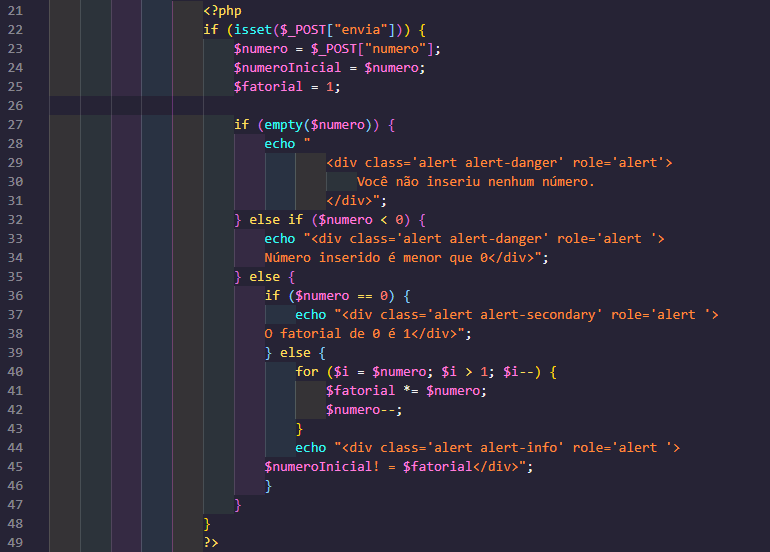 21 <?php
22 if (isset($_POST["envia"])) {
23 $numero = $_POST["numero"];
24 $numeroInicial = $numero;
25 $fatorial = 1;
26
27 if (empty($numero)) {
28 echo "
29 <div class='alert alert-danger' role='alert'>
30 Você não inseriu nenhum número.
31 </div>";
32 } else if ($numero < 0) {
33 echo "<div class='alert alert-danger' role='alert '>
34 Número inserido é menor que 0</div>";
35 } else {
36 if ($numero == 0) {
37 echo "<div class='alert alert-secondary' role='alert '>
38 O fatorial de 0 é 1</div>";
39 } else {
40 for ($i = $numero; $i > 1; $i--) {
41 $fatorial *= $numero;
42 $numero--;
43 }
44 echo "<div class='alert alert-info' role='alert '>
45 $numeroInicial! = $fatorial</div>";
46 }
47 }
48 }
49 ?>